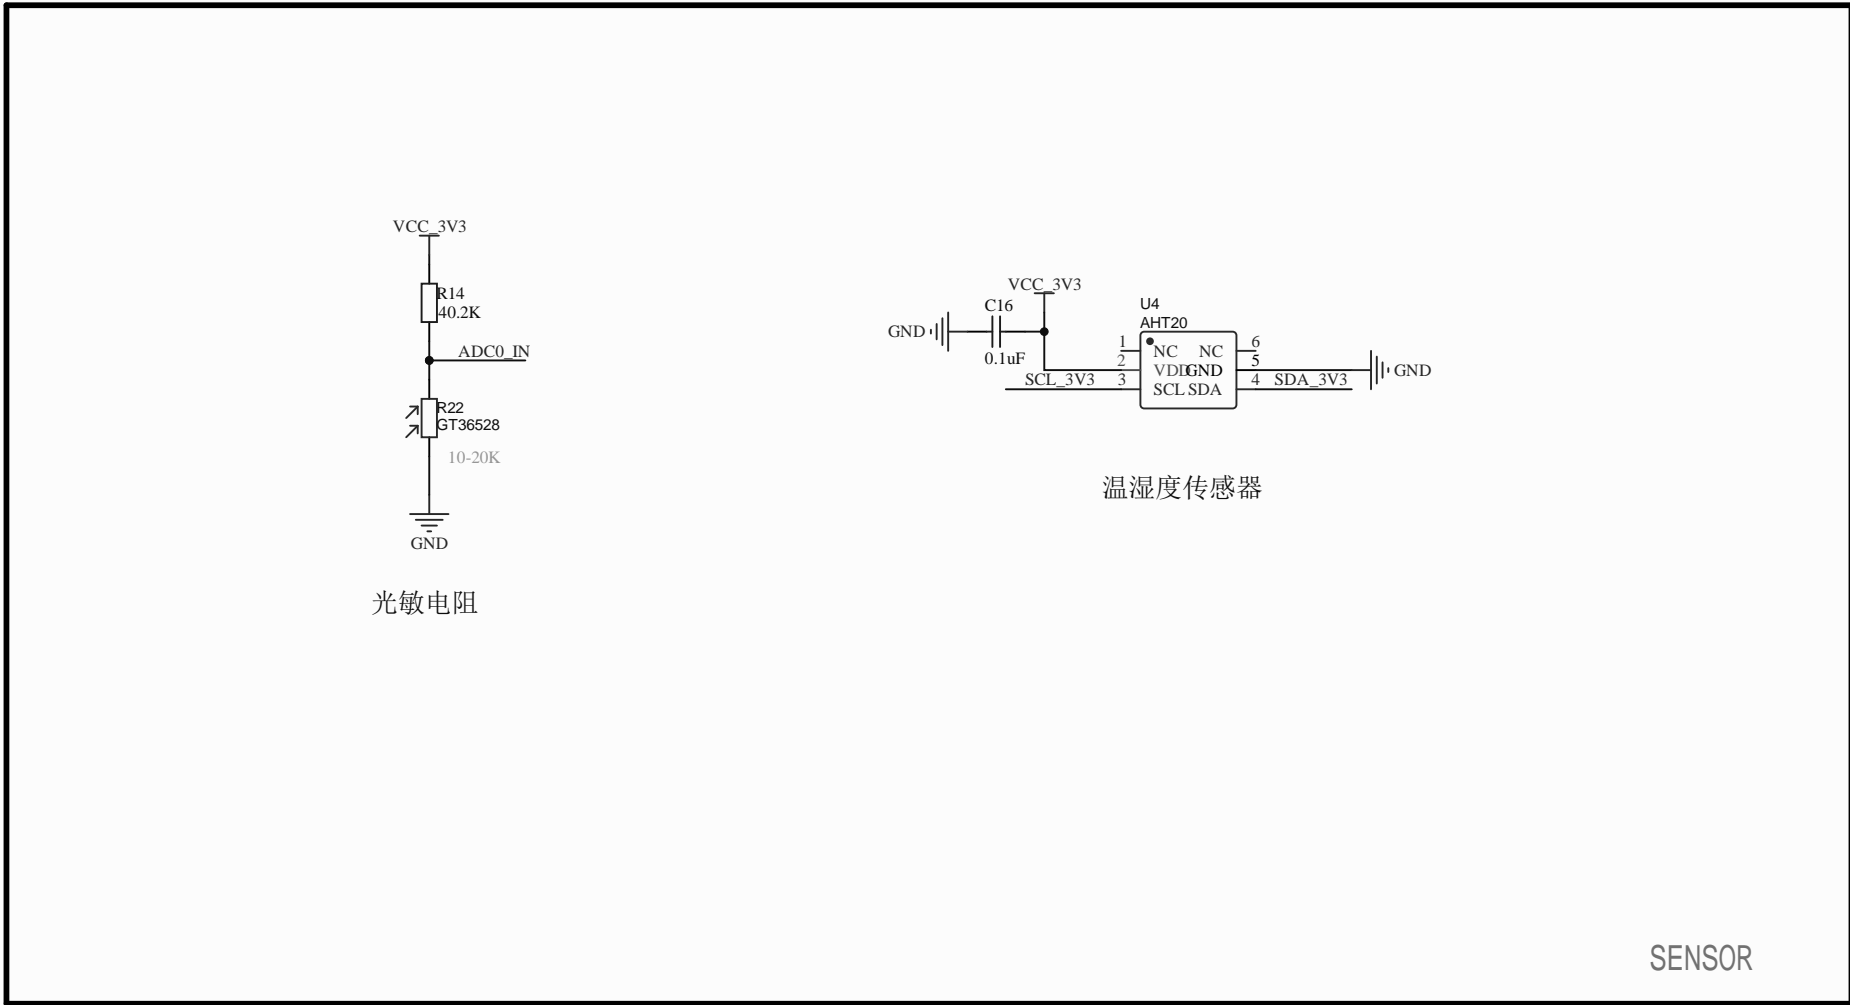 VCC_3V3
R14
40.2K
ADC0_IN
R22
GT36528
10-20K
GND
光敏电阻
VCC_3V3
C16
GND
0.1uF
U4
AHT20
1 NC NC 6
2 VDD GND 5
SCL_3V3 3 SCL SDA 4 SDA_3V3
GND
温湿度传感器
SENSOR